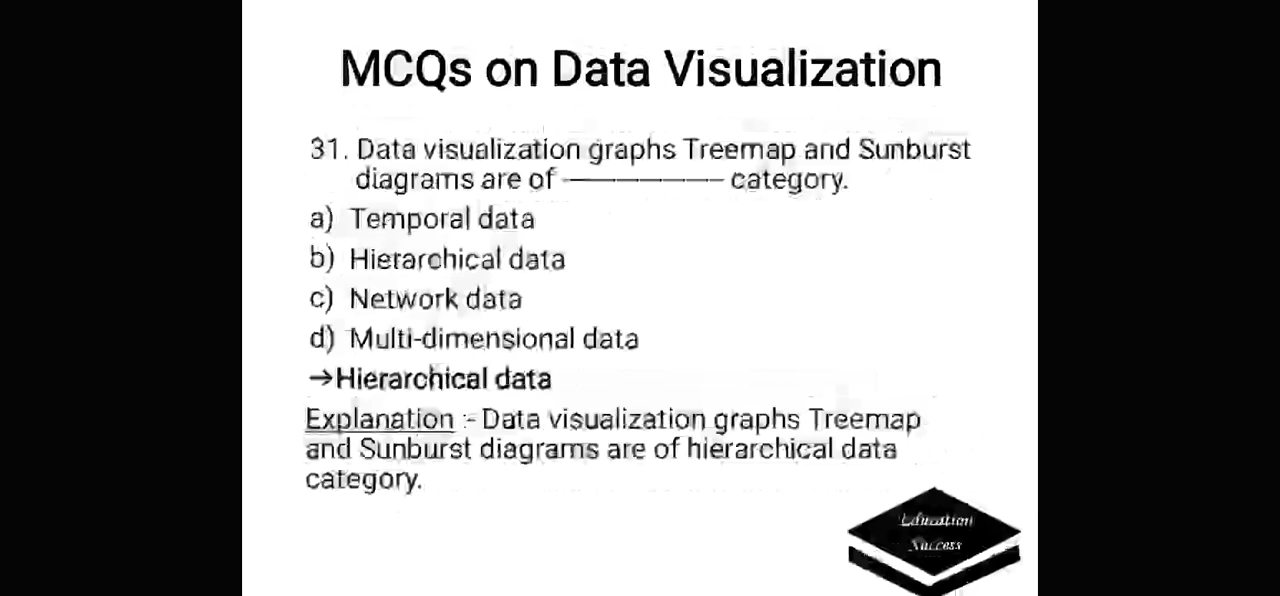 MCQs on Data Visualization
31. Data visualization graphs Treemap and Sunburst
diagrams are of ————— category.
a) Temporal data
b) Hierarchical data
c) Network data
d) Multi-dimensional data
→Hierarchical data
Explanation :- Data visualization graphs Treemap
and Sunburst diagrams are of hierarchical data
category.
Education
Success